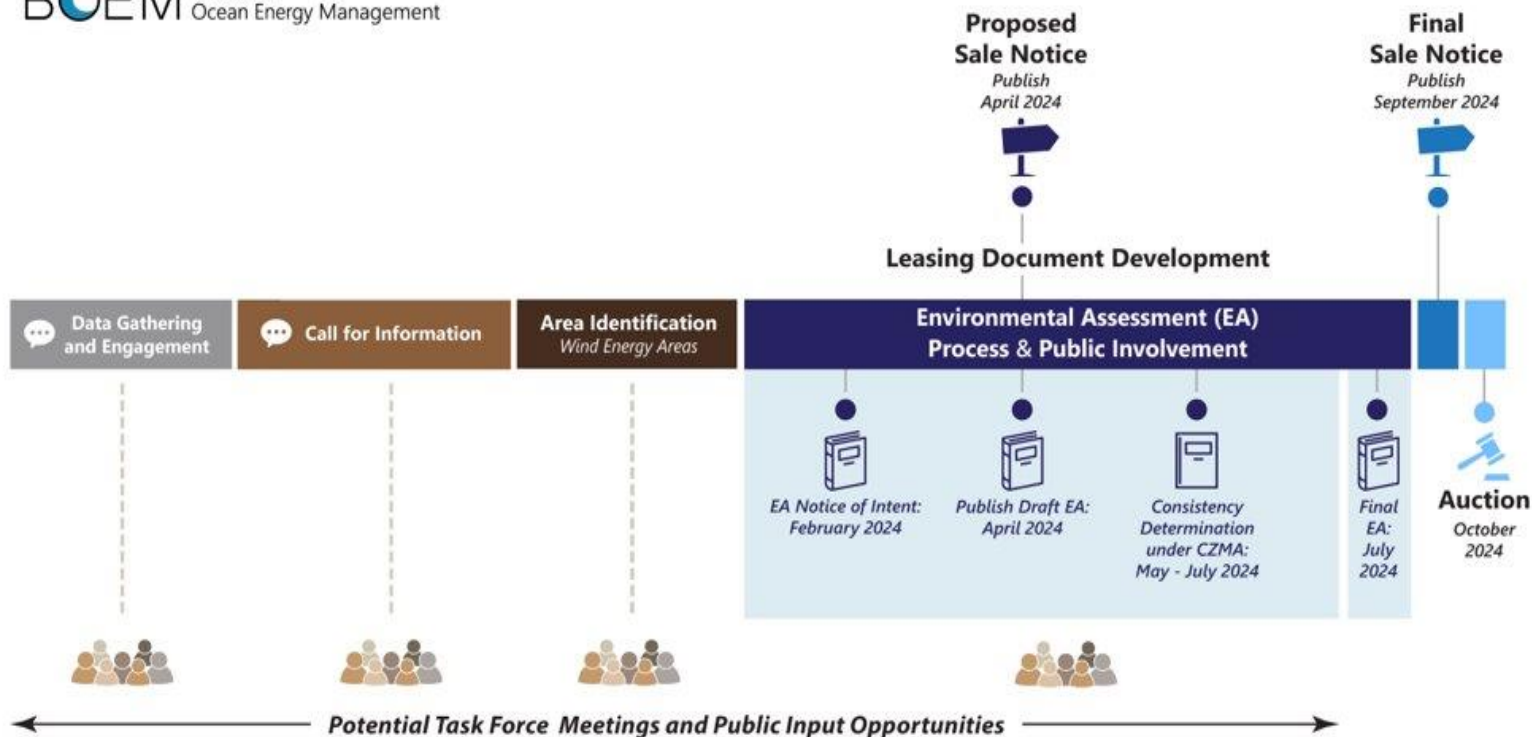 BOEM
Ocean Energy Management
Proposed
Sale Notice
Publish
April 2024
Final
Sale Notice
Publish
September 2024
Leasing Document Development
Data Gathering
and Engagement
Call for Information
Area Identification
Wind Energy Areas
Environmental Assessment (EA)
Process & Public Involvement
EA Notice of Intent:
February 2024
Publish Draft EA:
April 2024
Consistency
Determination
under CZMA:
May - July 2024
Final
EA:
July
2024
Auction
October
2024
Potential Task Force Meetings and Public Input Opportunities